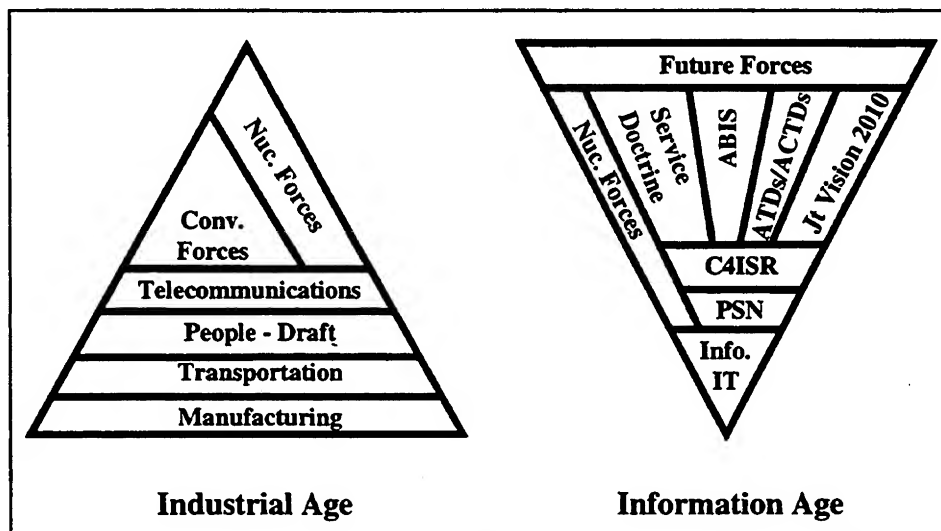 Nuc. Forces
Conv.
Forces
Telecommunications
People - Draft
Transportation
Manufacturing
Industrial Age
Future Forces
Nuc. Forces
Service
Doctrine
ABIS
ATDs/ACTDs
Jt Vision 2010
C4ISR
PSN
Info.
IT
Information Age